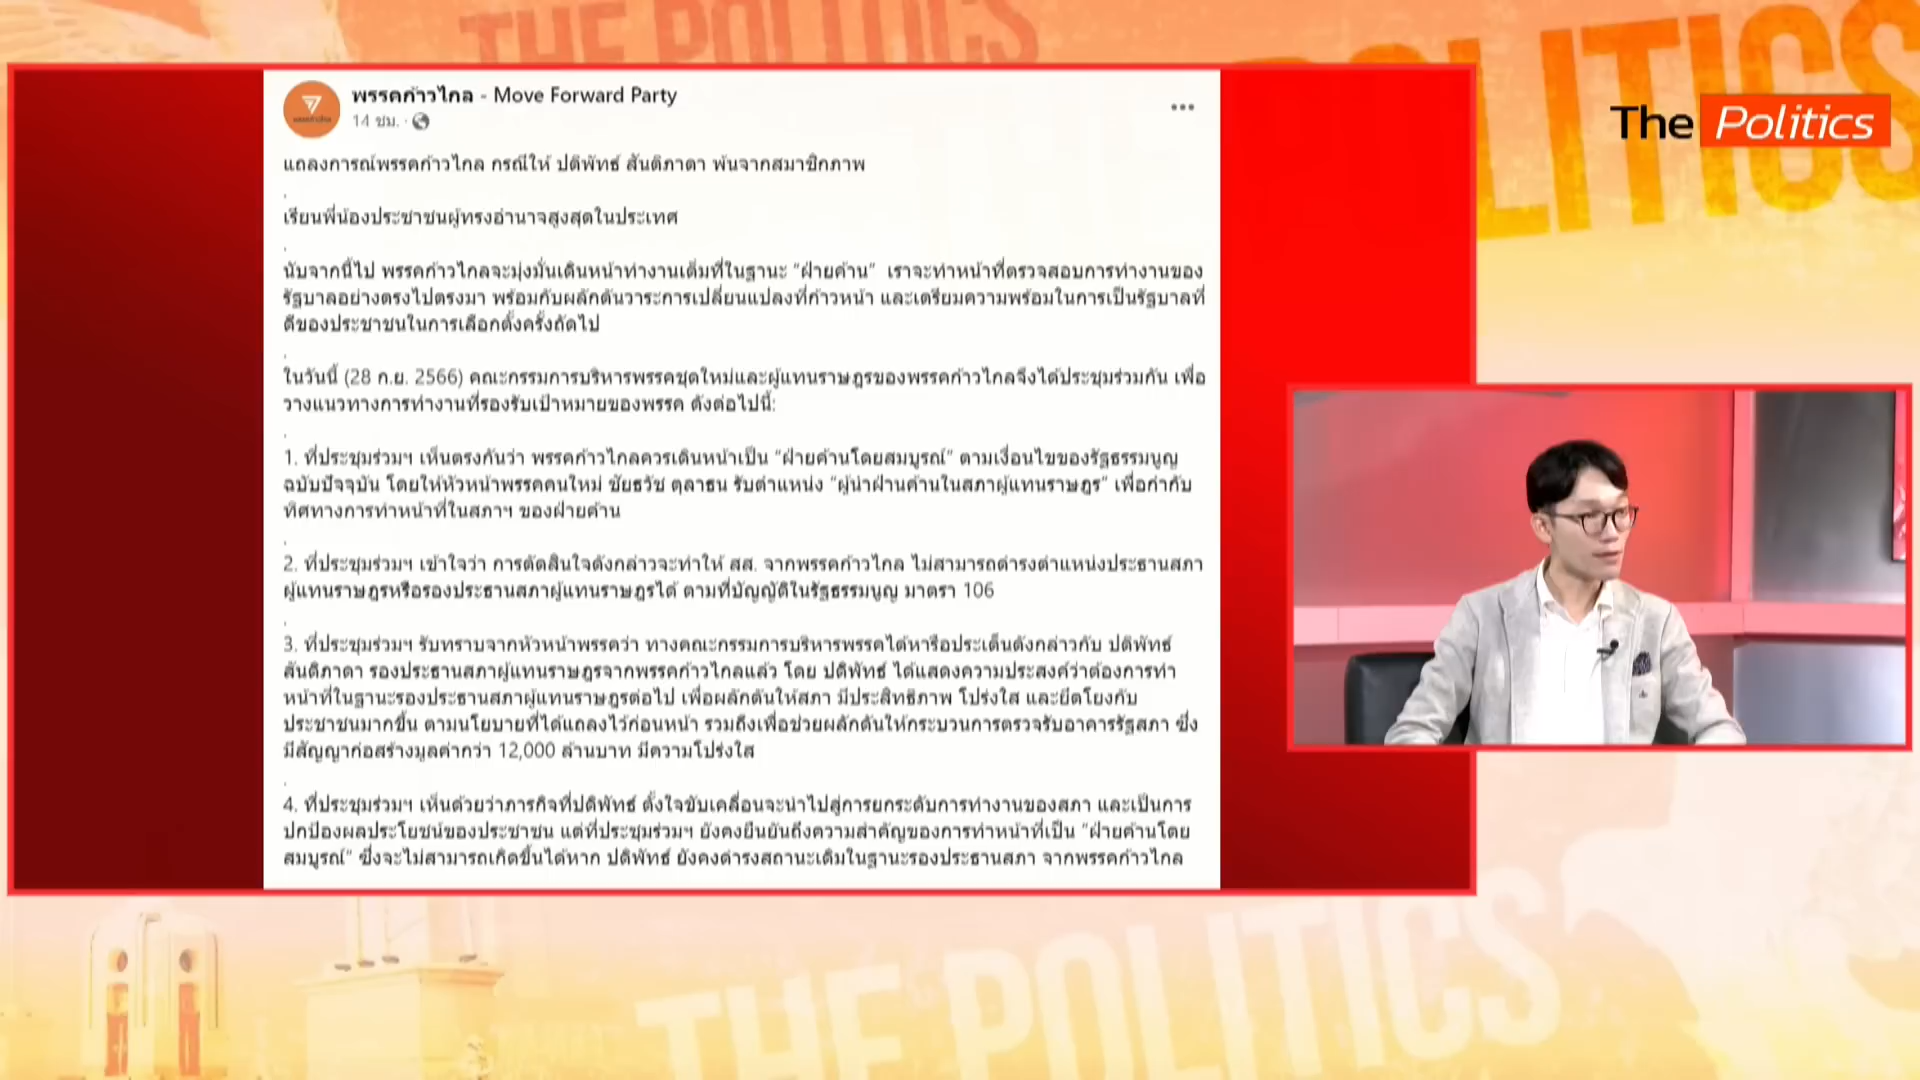 THE POLITICS
POLITICS
The Politics
พรรคก้าวไกล - Move Forward Party
14 ชม. ·
แถลงการณ์พรรคก้าวไกล กรณีให้ ปดิพัทธ์ สันติภาดา พ้นจากสมาชิกภาพ
.
เรียนพี่น้องประชาชนผู้ทรงอำนาจสูงสุดในประเทศ
.
นับจากนี้ไป พรรคก้าวไกลจะมุ่งมั่นเดินหน้าทำงานเต็มที่ในฐานะ “ฝ่ายค้าน” เราจะทำหน้าที่ตรวจสอบการทำงานของ
รัฐบาลอย่างตรงไปตรงมา พร้อมกับผลักดันวาระการเปลี่ยนแปลงที่ก้าวหน้า และเตรียมความพร้อมในการเป็นรัฐบาลที่
ดีของประชาชนในการเลือกตั้งครั้งถัดไป
.
ในวันนี้ (28 ก.ย. 2566) คณะกรรมการบริหารพรรคชุดใหม่และผู้แทนราษฎรของพรรคก้าวไกลจึงได้ประชุมร่วมกัน เพื่อ
วางแนวทางการทำงานที่รองรับเป้าหมายของพรรค ดังต่อไปนี้:
.
1. ที่ประชุมร่วมฯ เห็นตรงกันว่า พรรคก้าวไกลควรเดินหน้าเป็น “ฝ่ายค้านโดยสมบูรณ์” ตามเงื่อนไขของรัฐธรรมนูญ
ฉบับปัจจุบัน โดยให้หัวหน้าพรรคคนใหม่ ชัยธวัช ตุลาธน รับตำแหน่ง “ผู้นำฝ่านค้านในสภาผู้แทนราษฎร” เพื่อกำกับ
ทิศทางการทำหน้าที่ในสภาฯ ของฝ่ายค้าน
.
2. ที่ประชุมร่วมฯ เข้าใจว่า การตัดสินใจดังกล่าวจะทำให้ สส. จากพรรคก้าวไกล ไม่สามารถดำรงตำแหน่งประธานสภา
ผู้แทนราษฎรหรือรองประธานสภาผู้แทนราษฎรได้ ตามที่บัญญัติในรัฐธรรมนูญ มาตรา 106
.
3. ที่ประชุมร่วมฯ รับทราบจากหัวหน้าพรรคว่า ทางคณะกรรมการบริหารพรรคได้หารือประเด็นดังกล่าวกับ ปดิพัทธ์
สันติภาดา รองประธานสภาผู้แทนราษฎรจากพรรคก้าวไกลแล้ว โดย ปดิพัทธ์ ได้แสดงความประสงค์ว่าต้องการทำ
หน้าที่ในฐานะรองประธานสภาผู้แทนราษฎรต่อไป เพื่อผลักดันให้สภา มีประสิทธิภาพ โปร่งใส และยึดโยงกับ
ประชาชนมากขึ้น ตามนโยบายที่ได้แถลงไว้ก่อนหน้า รวมถึงเพื่อช่วยผลักดันให้กระบวนการตรวจรับอาคารรัฐสภา ซึ่ง
มีสัญญาก่อสร้างมูลค่ากว่า 12,000 ล้านบาท มีความโปร่งใส
.
4. ที่ประชุมร่วมฯ เห็นด้วยว่าภารกิจที่ปดิพัทธ์ ตั้งใจขับเคลื่อนจะนำไปสู่การยกระดับการทำงานของสภา และเป็นการ
ปกป้องผลประโยชน์ของประชาชน แต่ที่ประชุมร่วมฯ ยังคงยืนยันถึงความสำคัญของการทำหน้าที่เป็น “ฝ่ายค้านโดย
สมบูรณ์” ซึ่งจะไม่สามารถเกิดขึ้นได้หาก ปดิพัทธ์ ยังคงดำรงสถานะเดิมในฐานะรองประธานสภา จากพรรคก้าวไกล
THE POLITICS